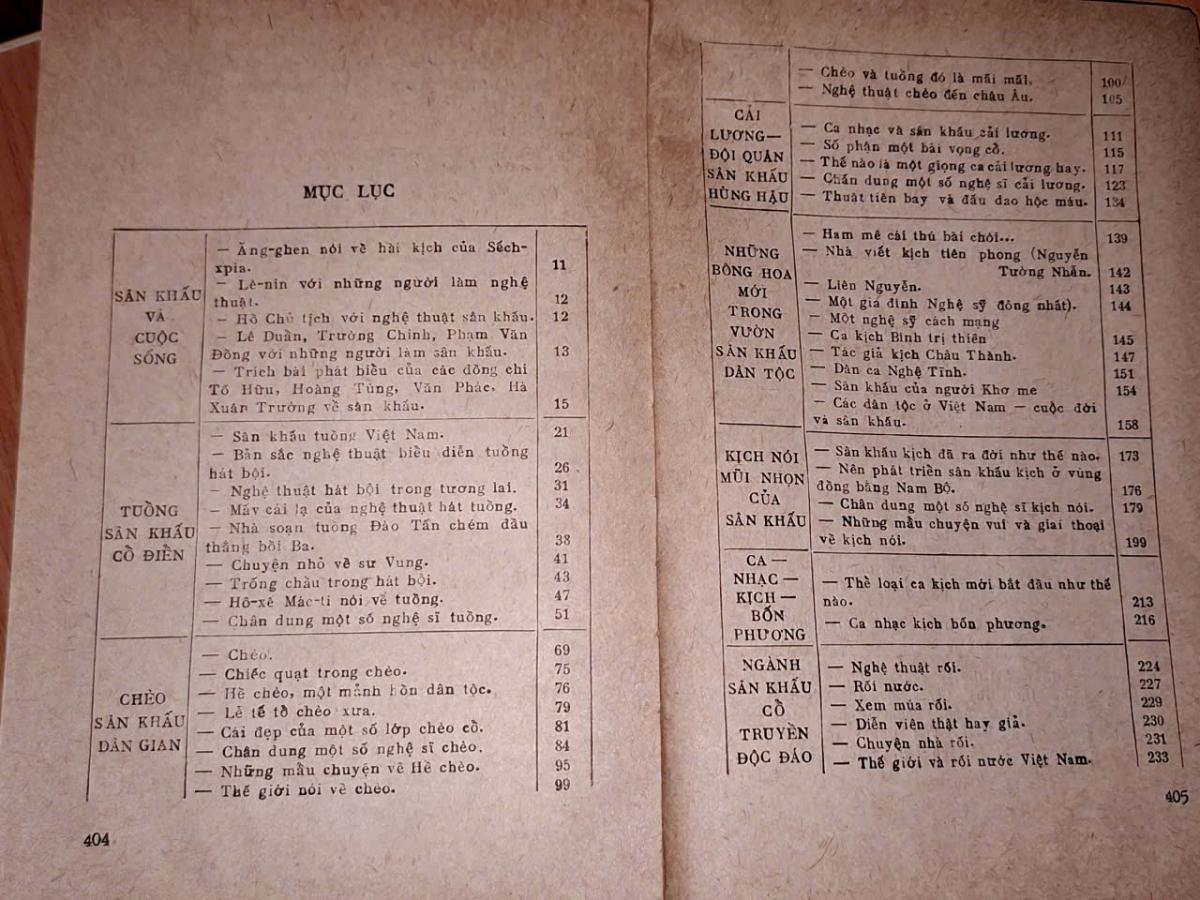 MỤC LỤC
SÂN KHẤU
VÀ
CUỘC
SỐNG
— Ăng-ghen nói về hài kịch của Sếch-
xpia. 11
— Lê-nin với những người làm nghệ
thuật. 12
— Hồ Chủ tịch với nghệ thuật sân khấu. 12
— Lê Duẩn, Trường Chinh, Phạm Văn
Đồng với những người làm sân khấu. 13
— Trích bài phát biểu của các đồng chí
Tố Hữu, Hoàng Tùng, Văn Phác, Hà
Xuân Trường về sân khấu. 15
TUỒNG
SÂN KHẤU
CỔ ĐIỂN
— Sân khấu tuồng Việt Nam. 21
— Bản sắc nghệ thuật biểu diễn tuồng
hát bội. 26
— Nghệ thuật hát bội trong tương lai. 31
— Mấy cái lạ của nghệ thuật hát tuồng. 34
— Nhà soạn tuồng Đào Tấn chém đầu
thằng bồi Ba. 38
— Chuyện nhỏ về sư Vung. 41
— Trống chầu trong hát bội. 43
— Hô-xê Mác-ti nói về tuồng. 47
— Chân dung một số nghệ sĩ tuồng. 51
CHÈO
SÂN KHẤU
DÂN GIAN
— Chèo. 69
— Chiếc quạt trong chèo. 75
— Hề chèo, một mảnh hồn dân tộc. 76
— Lễ tế tổ chèo xưa. 79
— Cái đẹp của một số lớp chèo cổ. 81
— Chân dung một số nghệ sĩ chèo. 84
— Những mẩu chuyện về Hề chèo. 95
— Thế giới nói về chèo. 99
404
— Chèo và tuồng đó là mãi mãi. 100
— Nghệ thuật chèo đến châu Âu. 105
CẢI
LƯƠNG—
ĐỘI QUÂN
SÂN KHẤU
HÙNG HẬU
— Ca nhạc và sân khấu cải lương. 111
— Số phận một bài vọng cổ. 115
— Thế nào là một giọng ca cải lương hay. 117
— Chân dung một số nghệ sĩ cải lương. 123
— Thuật tiên bay và đấu dao hộc máu. 134
NHỮNG
BÔNG HOA
MỚI
TRONG
VƯỜN
SÂN KHẤU
DÂN TỘC
— Ham mê cái thú bài chòi... 139
— Nhà viết kịch tiên phong (Nguyễn
Tường Nhẫn. 142
— Liên Nguyễn. 143
— Một gia đình Nghệ sỹ đông nhất). 144
— Một nghệ sỹ cách mạng
— Ca kịch Bình trị thiên 145
— Tác giả kịch Châu Thành. 147
— Dân ca Nghệ Tĩnh. 151
— Sân khấu của người Khơ me 154
— Các dân tộc ở Việt Nam — cuộc đời
và sân khấu. 158
KỊCH NÓI
MŨI NHỌN
CỦA
SÂN KHẤU
— Sân khấu kịch đã ra đời như thế nào. 173
— Nên phát triển sân khấu kịch ở vùng
đồng bằng Nam Bộ. 176
— Chân dung một số nghệ sĩ kịch nói. 179
— Những mẩu chuyện vui và giai thoại
về kịch nói. 199
CA —
NHẠC —
KỊCH —
BỐN
PHƯƠNG
— Thể loại ca kịch mới bắt đầu như thế
nào. 213
— Ca nhạc kịch bốn phương. 216
NGÀNH
SÂN KHẤU
CỔ
TRUYỀN
ĐỘC ĐÁO
— Nghệ thuật rối. 224
— Rối nước. 227
— Xem múa rối. 229
— Diễn viên thật hay giả. 230
— Chuyện nhà rối. 231
— Thế giới và rối nước Việt Nam. 233
405